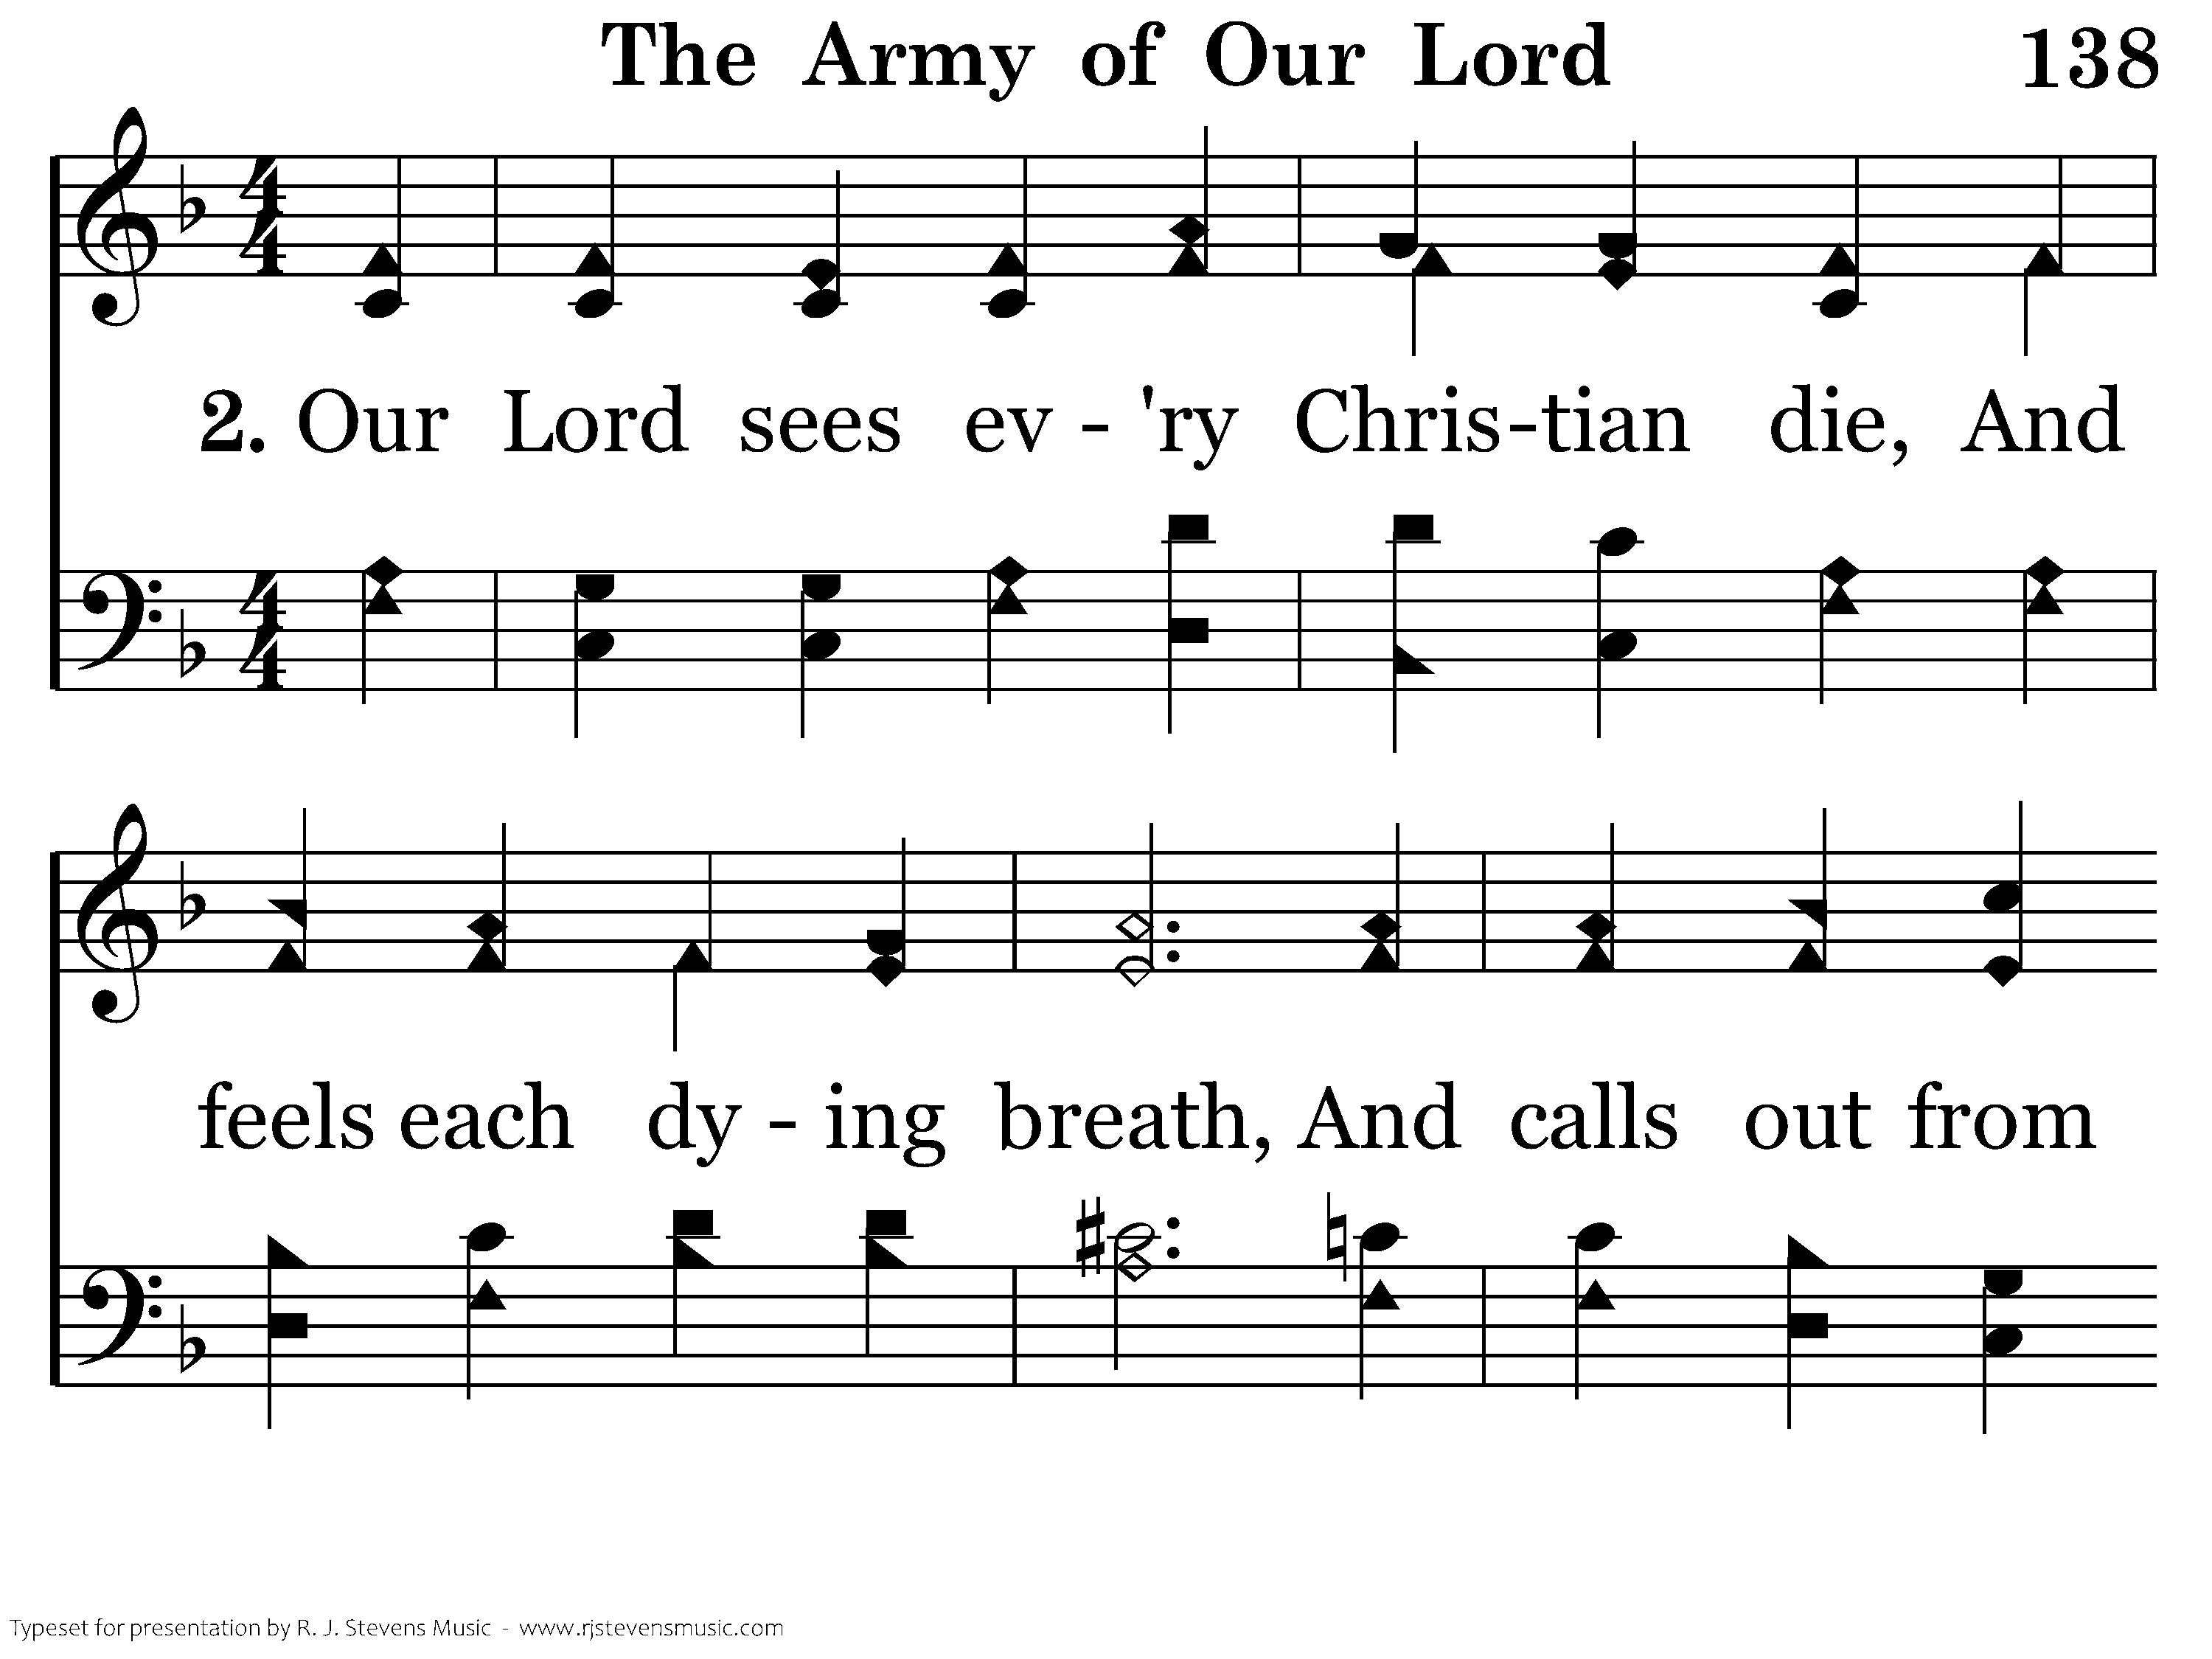 The Army of Our Lord 138
2. Our Lord sees ev - 'ry Chris-tian die, And
feels each dy - ing breath, And calls out from
Typeset for presentation by R. J. Stevens Music - www.rjstevensmusic.com